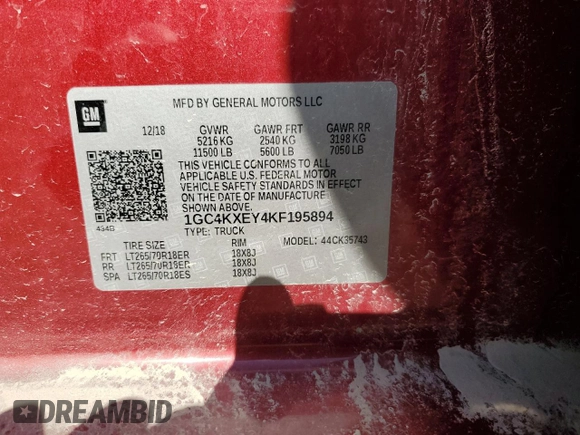 GM
MFD BY GENERAL MOTORS LLC
12/18 GVWR GAWR FRT GAWR RR
5216 KG 2540 KG 3198 KG
11500 LB 5600 LB 7050 LB
THIS VEHICLE CONFORMS TO ALL
APPLICABLE U.S. FEDERAL MOTOR
VEHICLE SAFETY STANDARDS IN EFFECT
ON THE DATE OF MANUFACTURE
SHOWN ABOVE.
1GC4KXEY4KF195894
TYPE: TRUCK
434G
TIRE SIZE RIM MODEL: 44CK35743
FRT LT265/70R18ER 18X8J
RR LT265/70R18ER 18X8J
SPA LT265/70R18ES 18X8J
DREAMBID